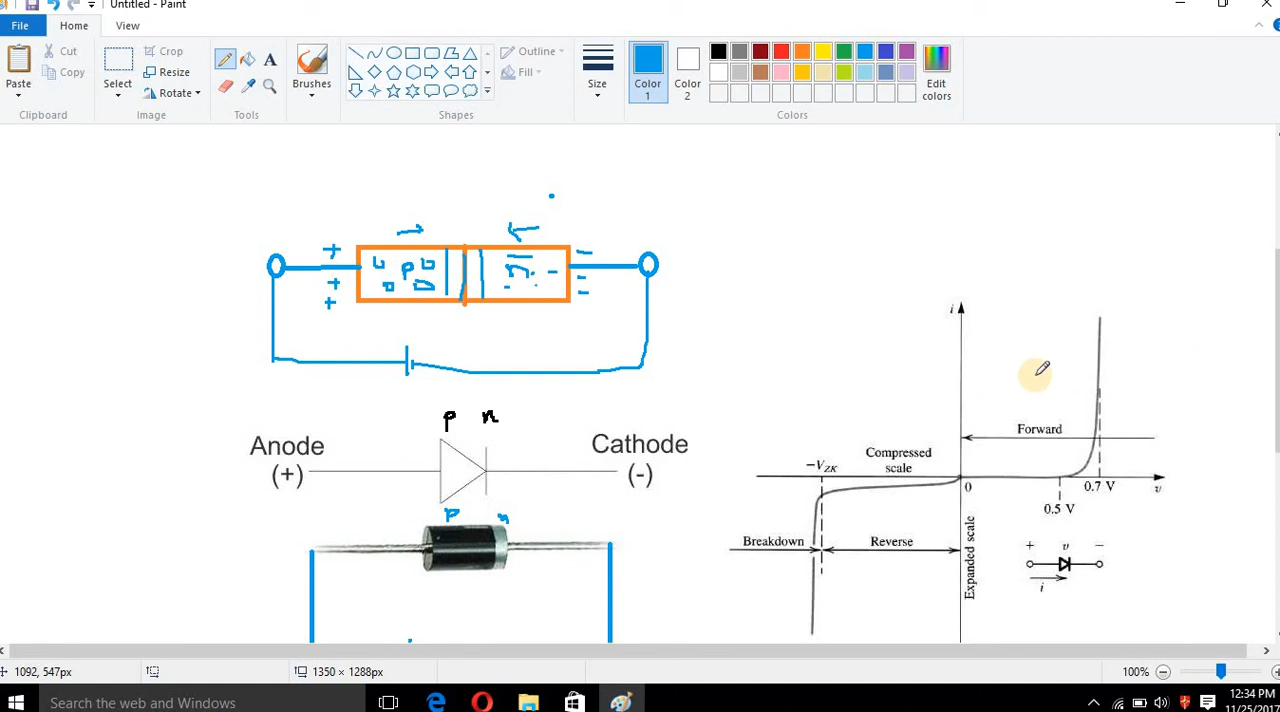 Untitled - Paint
File
Home
View
Paste
Cut
Copy
Clipboard
Select
Crop
Resize
Rotate
Image
Tools
Brushes
Shapes
Outline
Fill
Size
Color 1
Color 2
Edit colors
Colors
+
+
+
p
p n
Anode
(+)
Cathode
(-)
p n
i
Forward
Compressed
scale
−VZK
0
0.7 V
v
0.5 V
Breakdown
Reverse
Expanded scale
+ v −
i
1092, 547px
1350 × 1288px
100%
Search the web and Windows
12:34 PM
11/25/2017